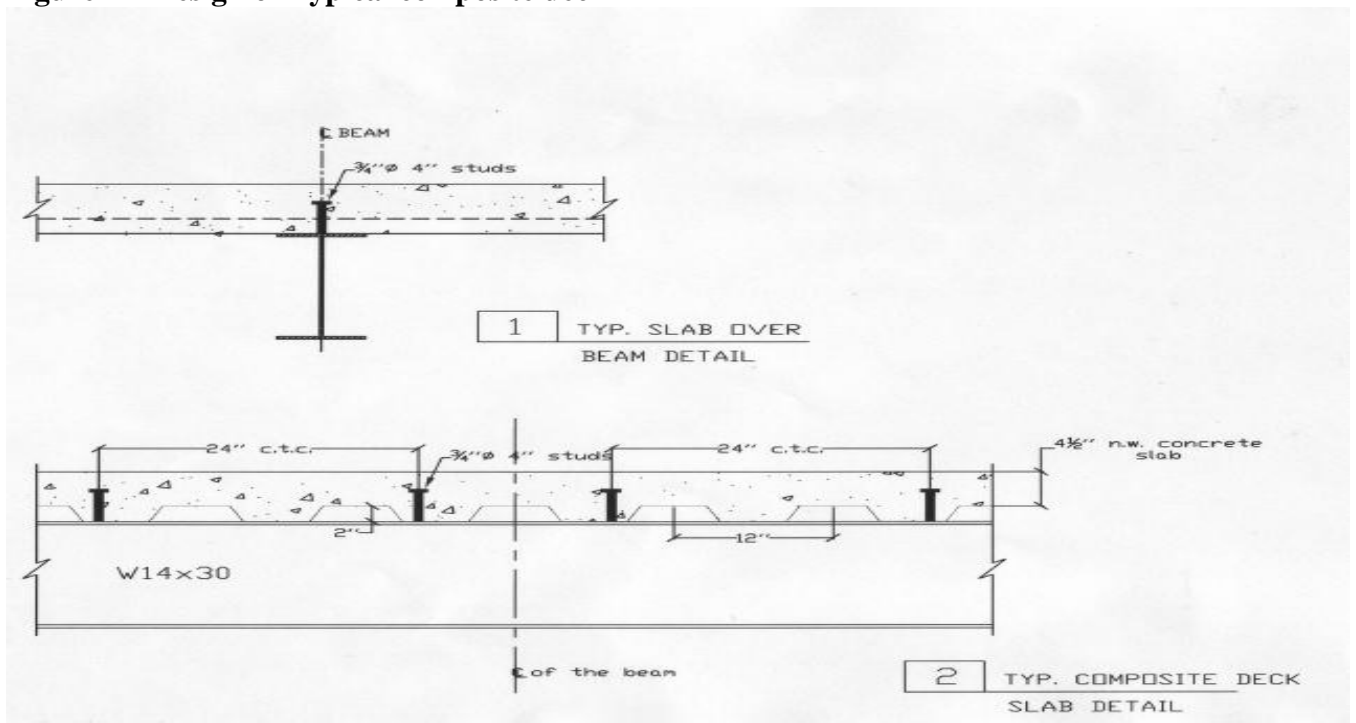 ℄ BEAM
¾"ø 4" studs
1 TYP. SLAB OVER
BEAM DETAIL
24" c.t.c.
¾"ø 4" studs
24" c.t.c.
4½" n.w. concrete
slab
2"
12"
W14x30
℄ of the beam
2 TYP. COMPOSITE DECK
SLAB DETAIL